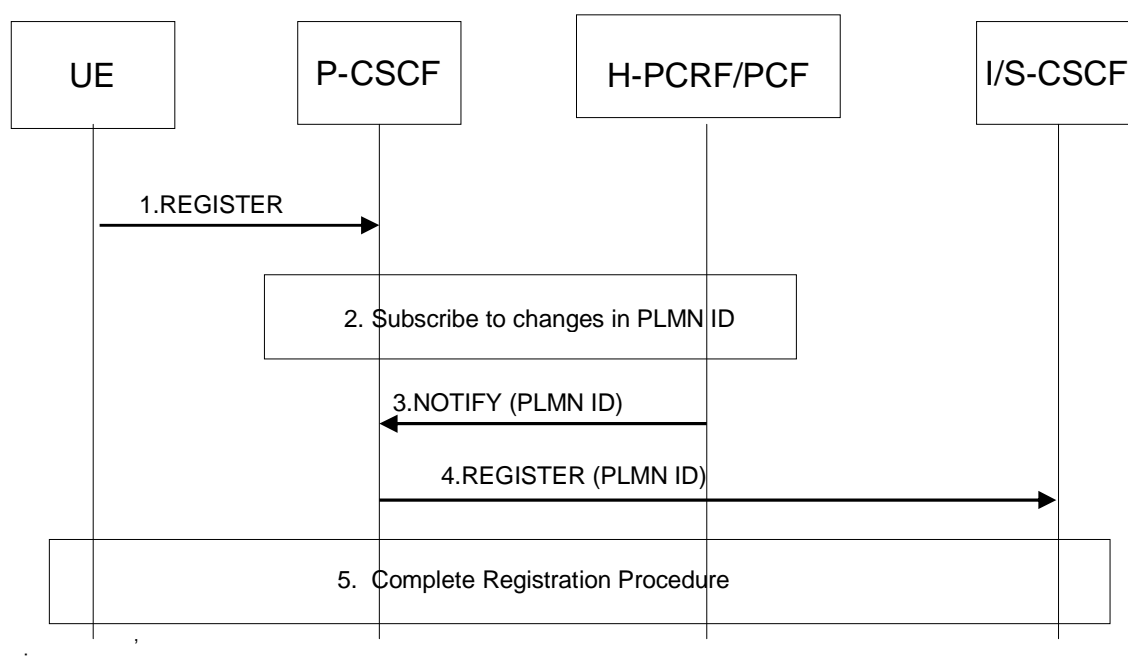 UE
P-CSCF
H-PCRF/PCF
I/S-CSCF
1.REGISTER
2. Subscribe to changes in PLMN ID
3.NOTIFY (PLMN ID)
4.REGISTER (PLMN ID)
5. Complete Registration Procedure